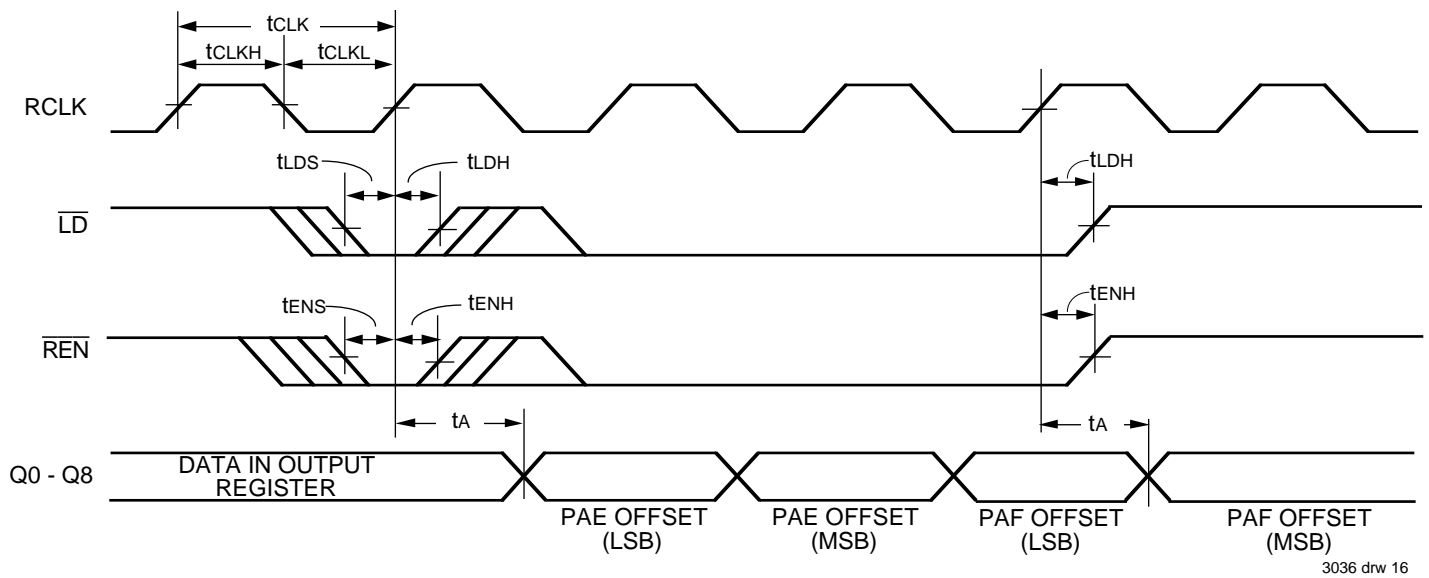 tCLK
tCLKH
tCLKL
RCLK
tLDS
tLDH
tLDH
LD
tENS
tENH
tENH
REN
tA
tA
Q0 - Q8
DATA IN OUTPUT
REGISTER
PAE OFFSET
(LSB)
PAE OFFSET
(MSB)
PAF OFFSET
(LSB)
PAF OFFSET
(MSB)
3036 drw 16